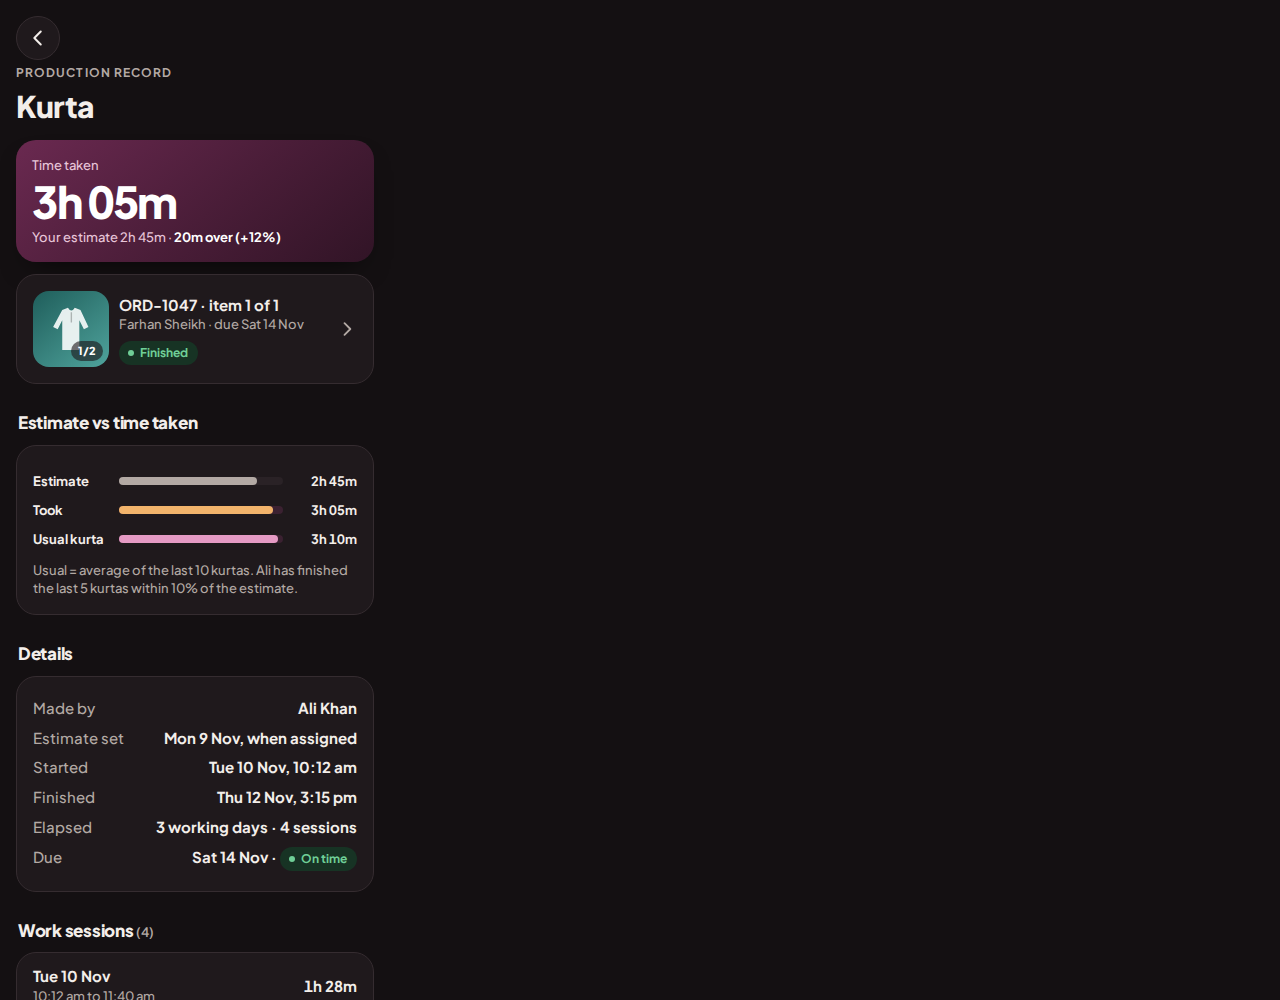 PRODUCTION RECORD
Kurta
Time taken
3h 05m
Your estimate 2h 45m · 20m over (+12%)
ORD-1047 · item 1 of 1
Farhan Sheikh · due Sat 14 Nov
1/2
Finished
Estimate vs time taken
Estimate 2h 45m
Took 3h 05m
Usual kurta 3h 10m
Usual = average of the last 10 kurtas. Ali has finished
the last 5 kurtas within 10% of the estimate.
Details
Made by Ali Khan
Estimate set Mon 9 Nov, when assigned
Started Tue 10 Nov, 10:12 am
Finished Thu 12 Nov, 3:15 pm
Elapsed 3 working days · 4 sessions
Due Sat 14 Nov · On time
Work sessions (4)
Tue 10 Nov
1h 28m
10:12 am to 11:40 am